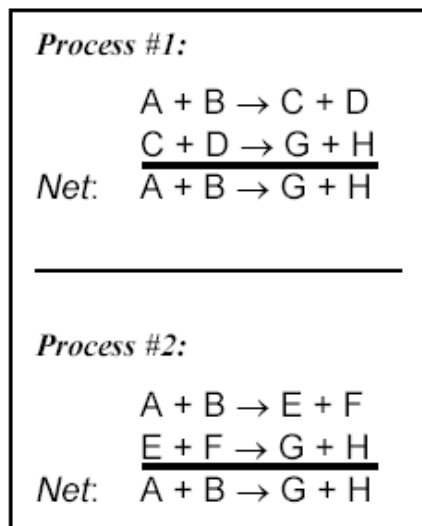 Process #1:
A + B → C + D
C + D → G + H
Net: A + B → G + H
Process #2:
A + B → E + F
E + F → G + H
Net: A + B → G + H